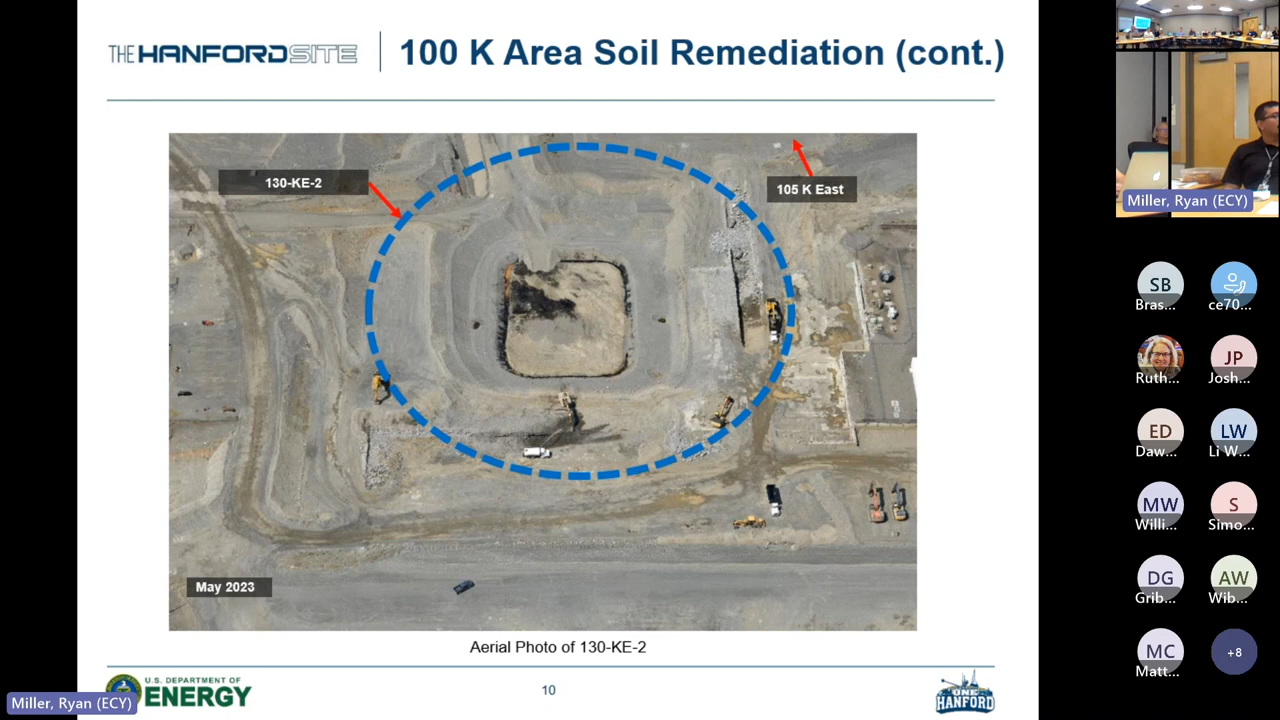 THE HANFORD SITE
100 K Area Soil Remediation (cont.)
130-KE-2
105 K East
May 2023
Aerial Photo of 130-KE-2
U.S. DEPARTMENT OF
ENERGY
10
ONE
HANFORD
Miller, Ryan (ECY)
Miller, Ryan (ECY)
SB
Bras...
ce70...
Ruth...
JP
Josh...
ED
Daw...
LW
Li W...
MW
Willi...
S
Simo...
DG
Grib...
AW
Wib...
MC
Matt...
+8